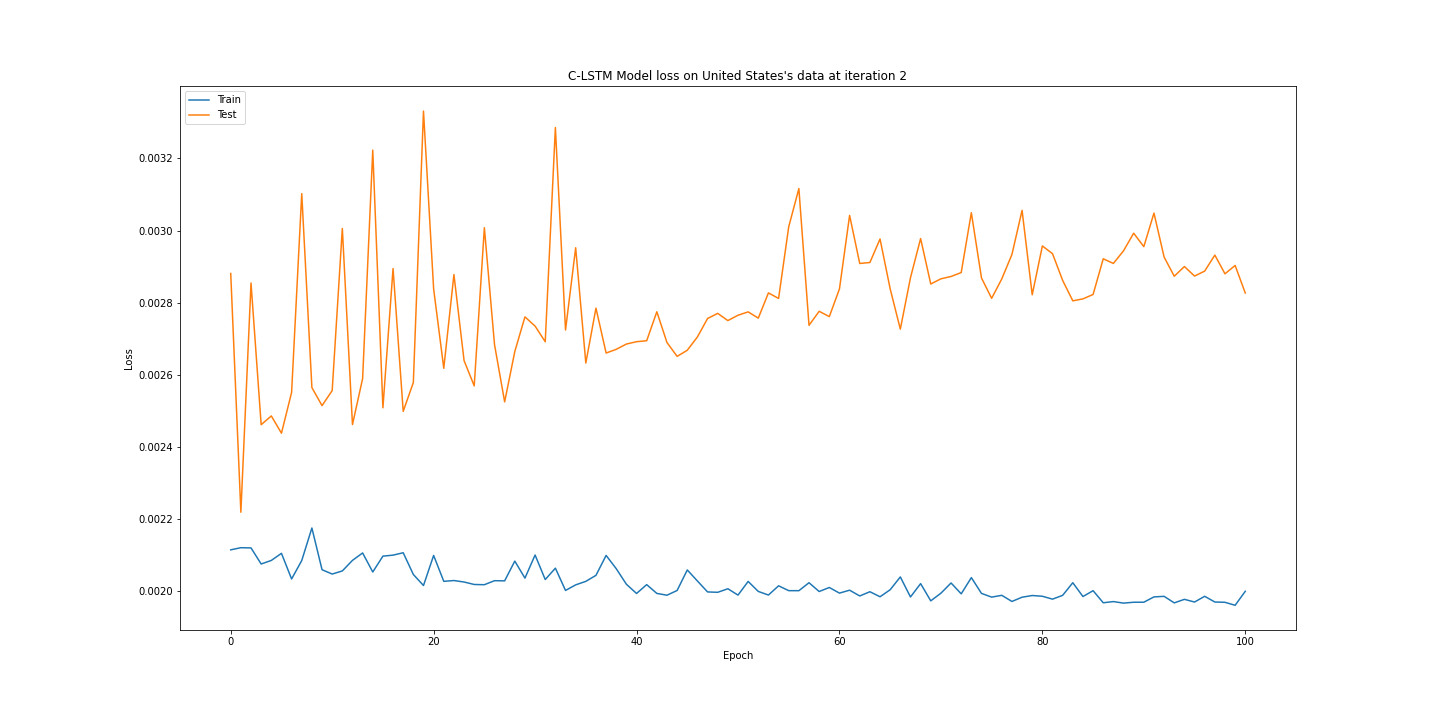 C-LSTM Model loss on United States's data at iteration 2
Train
Test
0.0032
0.0030
0.0028
0.0026
0.0024
0.0022
0.0020
Loss
0 20 40 60 80 100
Epoch